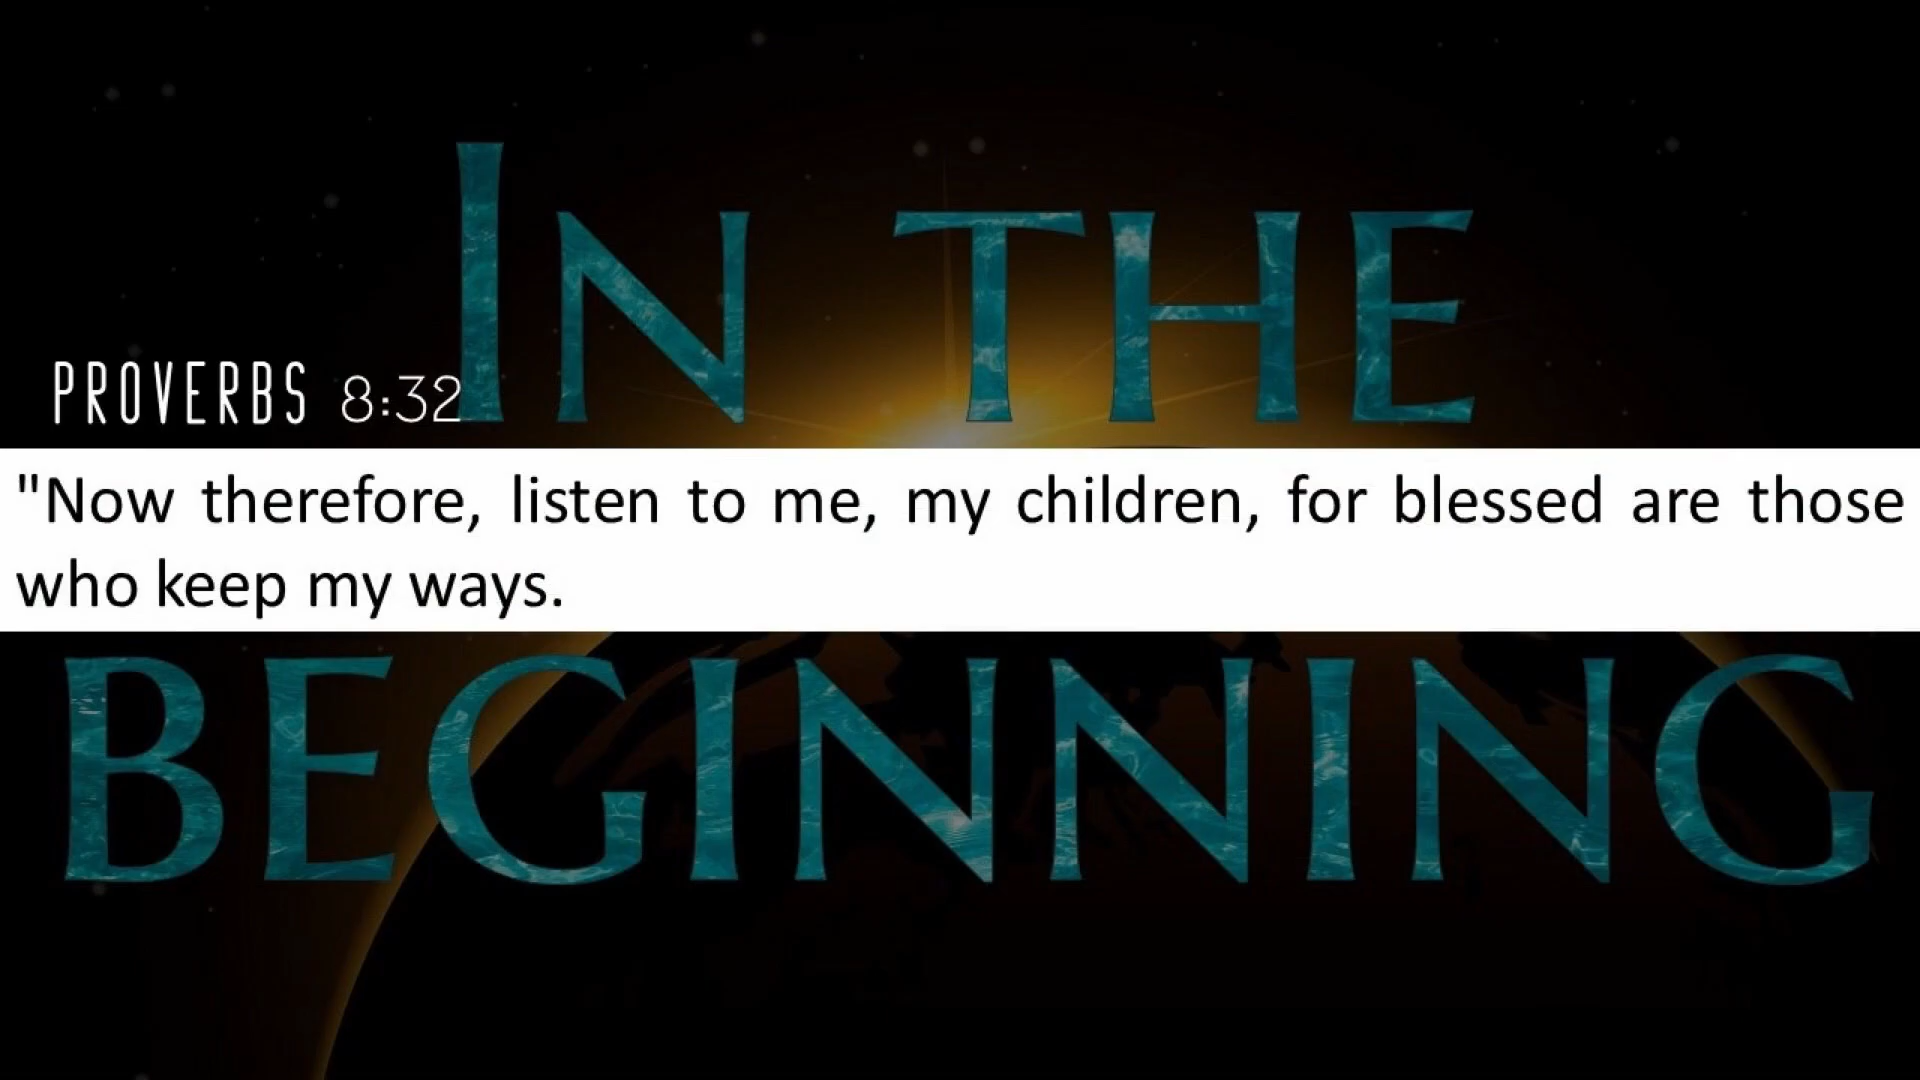 IN THE
PROVERBS 8:32
"Now therefore, listen to me, my children, for blessed are those
who keep my ways.
BEGINNING